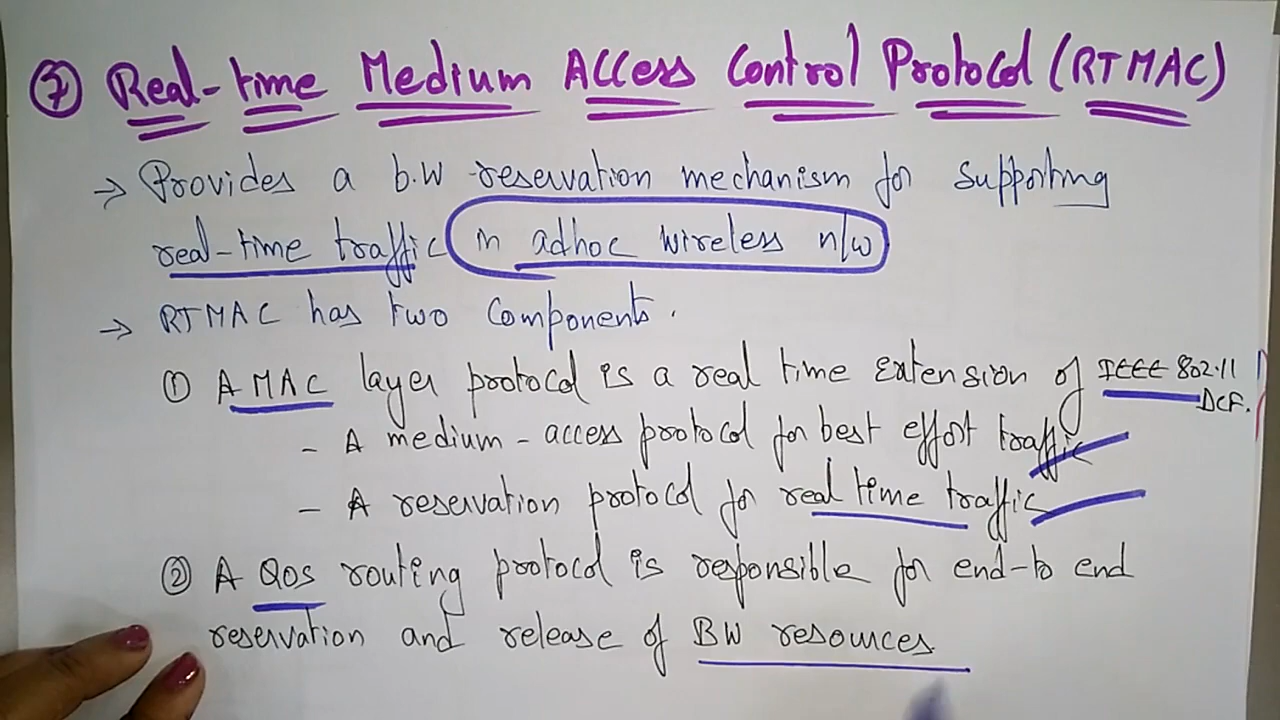 ⑦ Real-time Medium Access Control Protocol (RTMAC)
→ Provides a b.w reservation mechanism for supporting
real-time traffic in adhoc wireless n/w
→ RTMAC has two components.
① A MAC layer protocol is a real time extension of IEEE 802.11
DCF.
- A medium - access protocol for best effort traffic
- A reservation protocol for real time traffic
② A QoS routing protocol is responsible for end-to end
reservation and release of BW resources